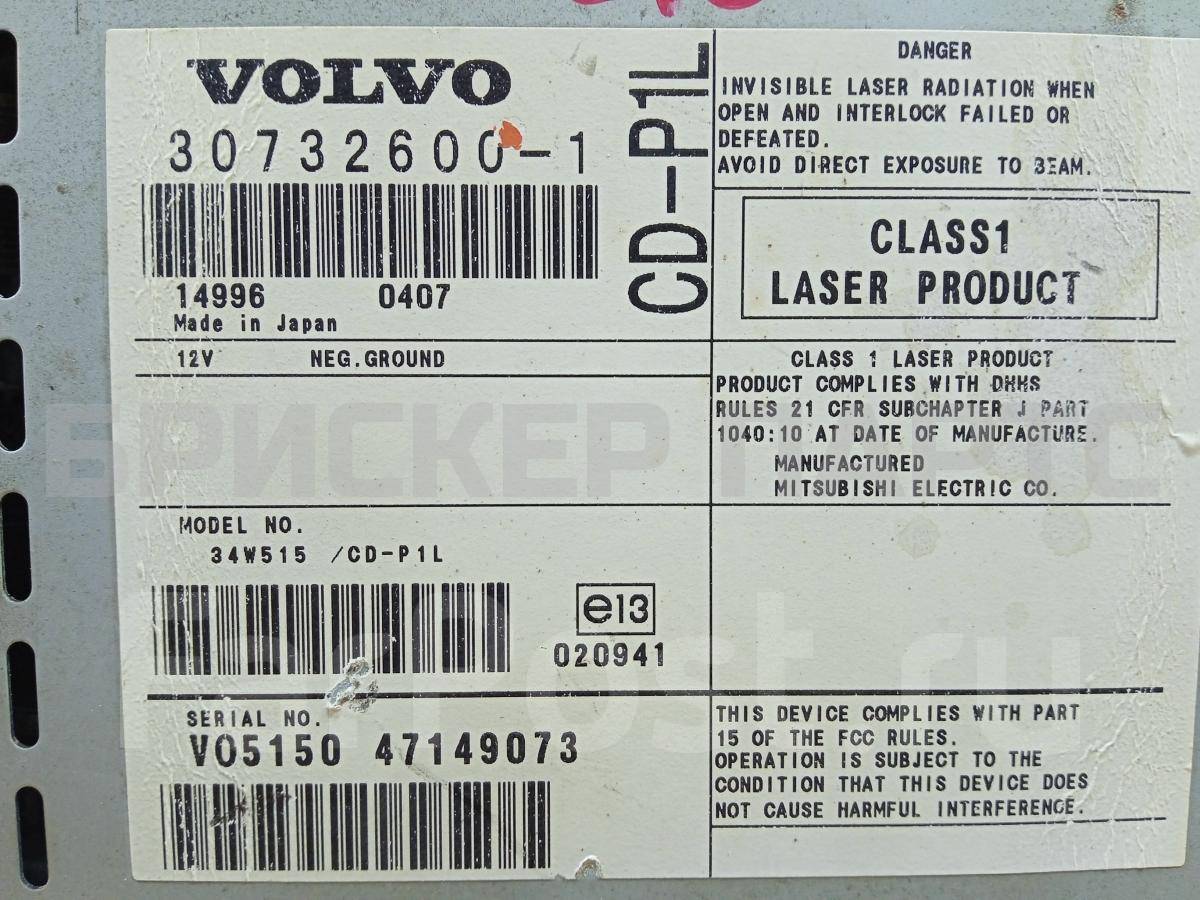 VOLVO
30732600-1
14996 0407
Made in Japan
CD-P1L
DANGER
INVISIBLE LASER RADIATION WHEN
OPEN AND INTERLOCK FAILED OR
DEFEATED.
AVOID DIRECT EXPOSURE TO BEAM.
CLASS1
LASER PRODUCT
12V NEG.GROUND
CLASS 1 LASER PRODUCT
PRODUCT COMPLIES WITH DHHS
RULES 21 CFR SUBCHAPTER J PART
1040:10 AT DATE OF MANUFACTURE.
MANUFACTURED
MITSUBISHI ELECTRIC CO.
БРИСКЕР ПАРТС
MODEL NO.
34W515 /CD-P1L
e13
020941
SERIAL NO.
VO5150 47149073
THIS DEVICE COMPLIES WITH PART
15 OF THE FCC RULES.
OPERATION IS SUBJECT TO THE
CONDITION THAT THIS DEVICE DOES
NOT CAUSE HARMFUL INTERFERENCE.